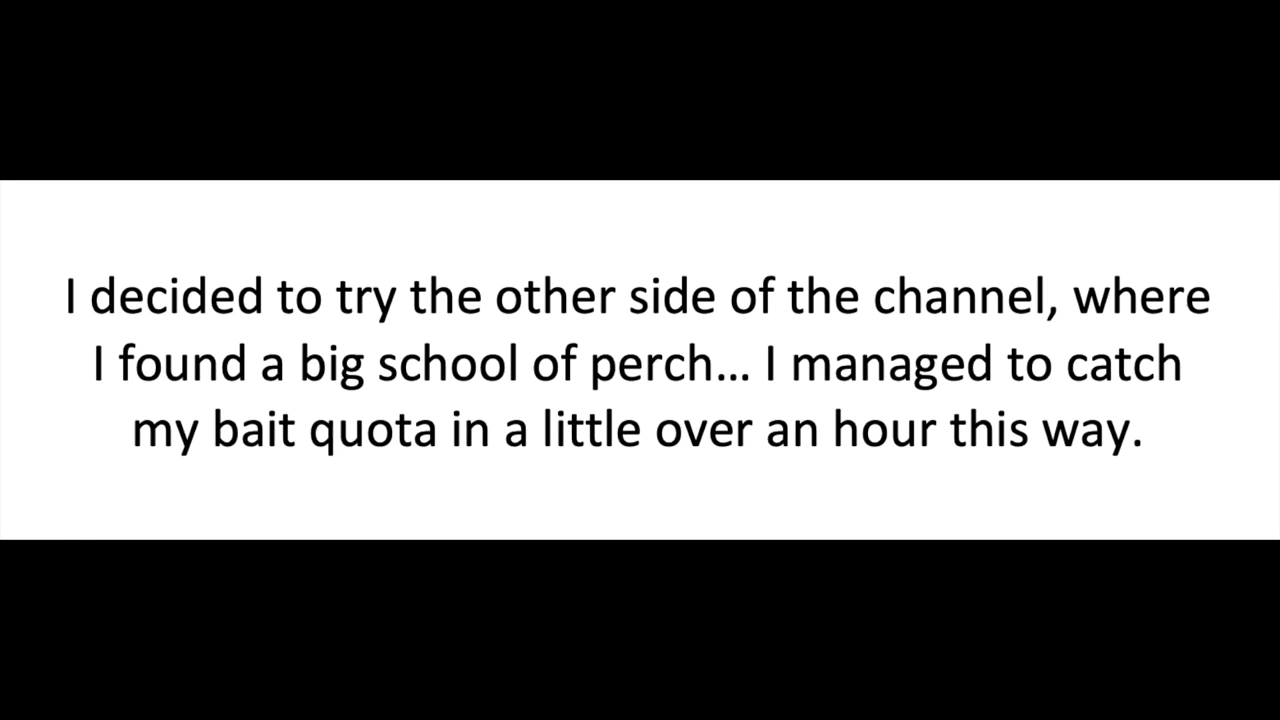 I decided to try the other side of the channel, where
I found a big school of perch... I managed to catch
my bait quota in a little over an hour this way.